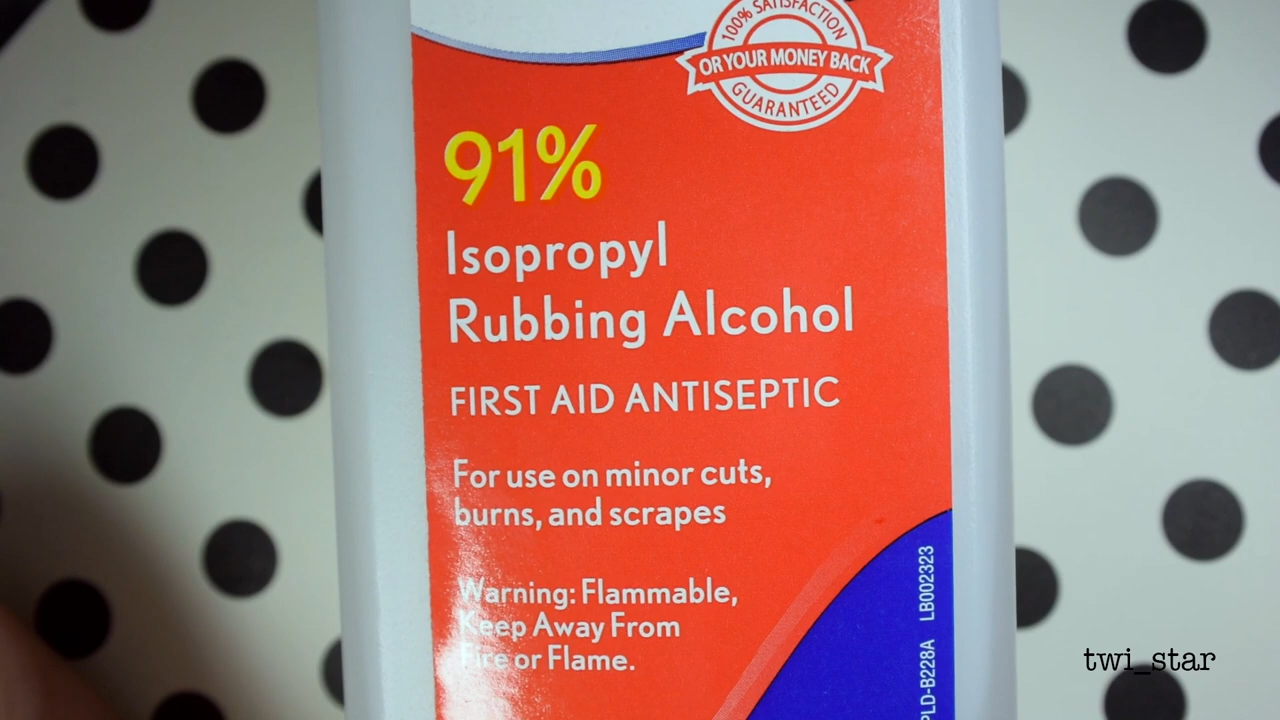 100% SATISFACTION
OR YOUR MONEY BACK
GUARANTEED
91%
Isopropyl
Rubbing Alcohol
FIRST AID ANTISEPTIC
For use on minor cuts,
burns, and scrapes
Warning: Flammable,
Keep Away From
Fire or Flame.
PLD-B228A LB002323
twi_star